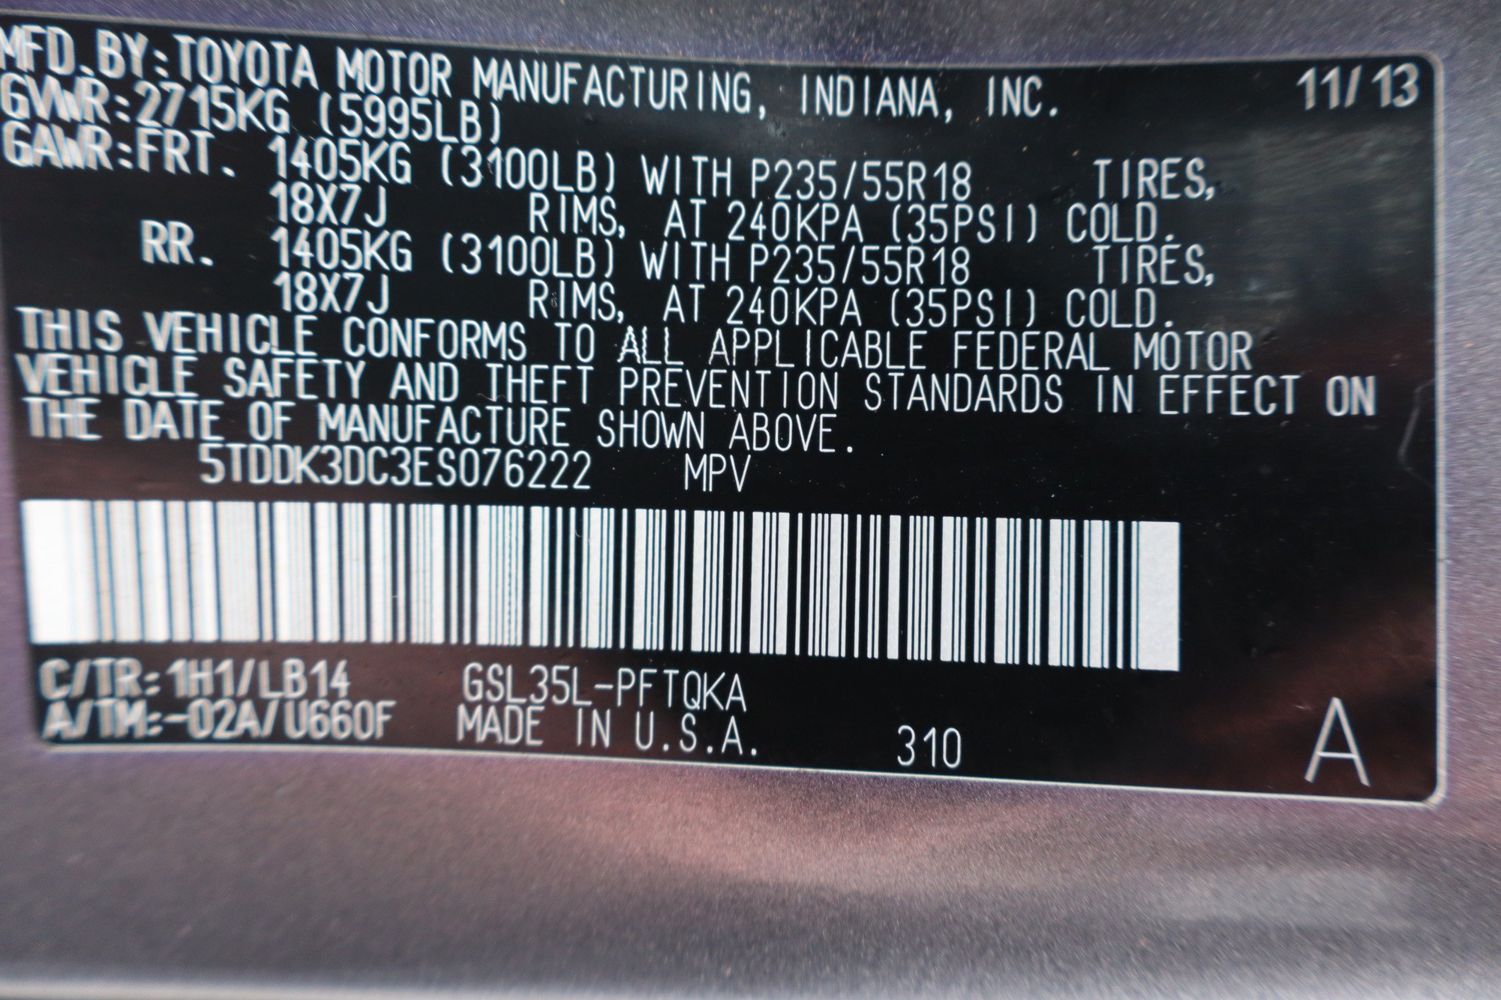 MFD.BY:TOYOTA MOTOR MANUFACTURING, INDIANA, INC. 11/13
GVWR:2715KG (5995LB)
GAWR:FRT. 1405KG (3100LB) WITH P235/55R18 TIRES,
18X7J RIMS, AT 240KPA (35PSI) COLD.
RR. 1405KG (3100LB) WITH P235/55R18 TIRES,
18X7J RIMS, AT 240KPA (35PSI) COLD.
THIS VEHICLE CONFORMS TO ALL APPLICABLE FEDERAL MOTOR
VEHICLE SAFETY AND THEFT PREVENTION STANDARDS IN EFFECT ON
THE DATE OF MANUFACTURE SHOWN ABOVE.
5TDDK3DC3ES076222 MPV
C/TR:1H1/LB14 GSL35L-PFTQKA
A/TM:-02A/U660F MADE IN U.S.A. 310 A